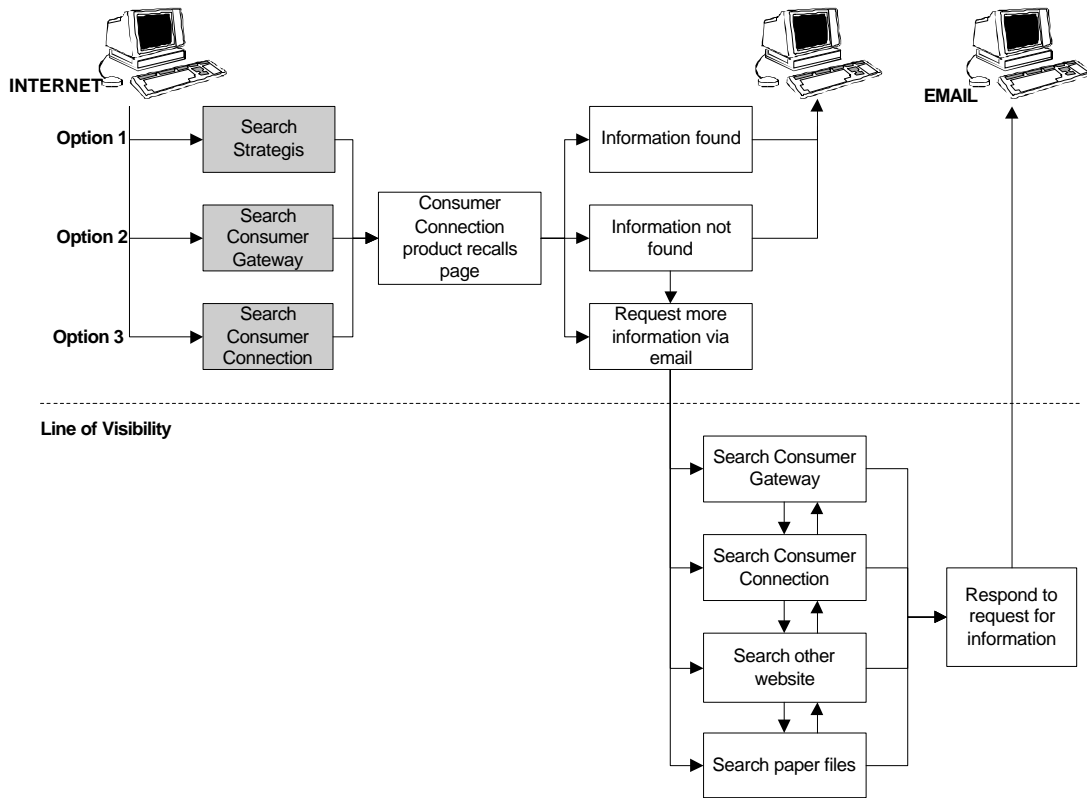 INTERNET
EMAIL
Option 1
Search
Strategis
Information found
Option 2
Search
Consumer
Gateway
Consumer
Connection
product recalls
page
Information not
found
Option 3
Search
Consumer
Connection
Request more
information via
email
Line of Visibility
Search Consumer
Gateway
Search Consumer
Connection
Respond to
request for
information
Search other
website
Search paper files